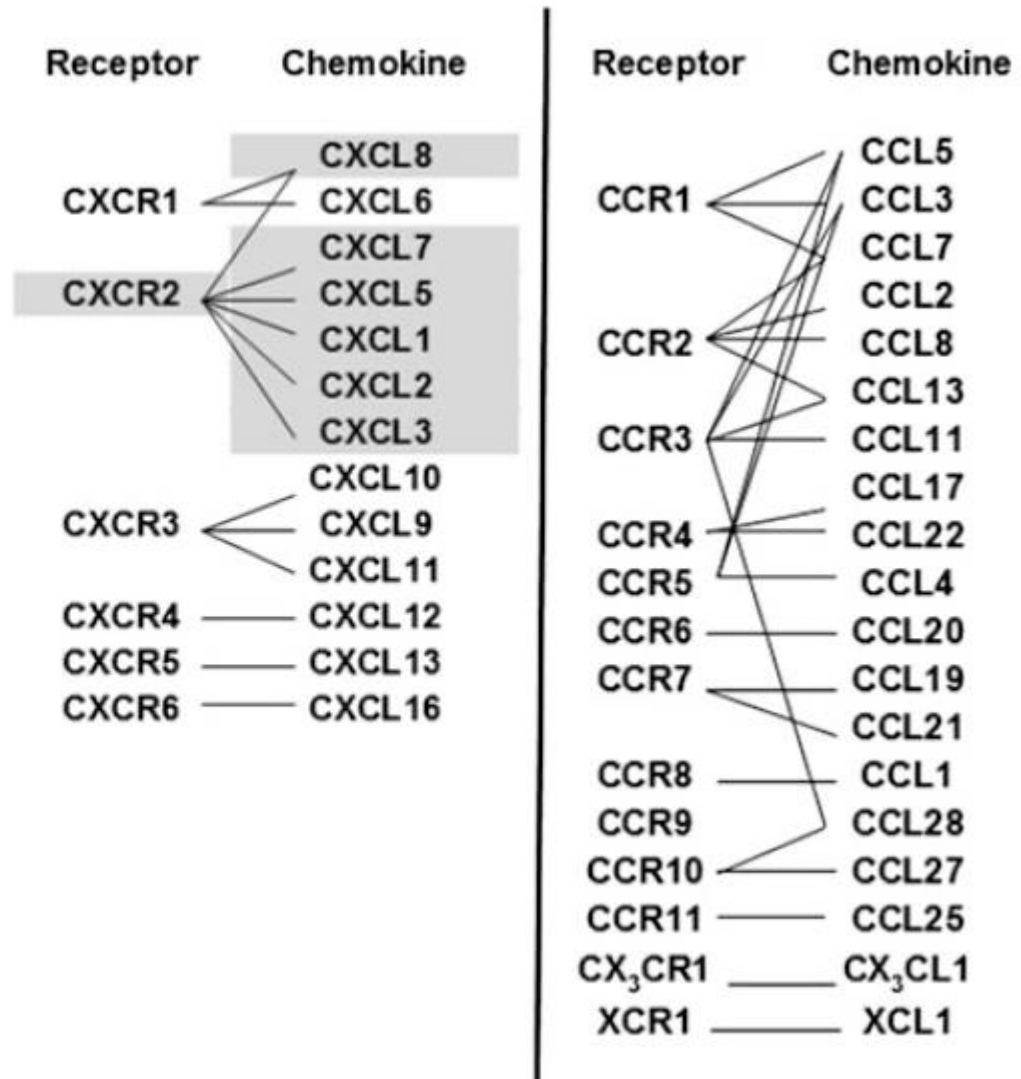 Receptor Chemokine
CXCL8
CXCR1 CXCL6
CXCL7
CXCR2 CXCL5
CXCL1
CXCL2
CXCL3
CXCL10
CXCR3 CXCL9
CXCL11
CXCR4 CXCL12
CXCR5 CXCL13
CXCR6 CXCL16
Receptor Chemokine
CCL5
CCR1 CCL3
CCL7
CCL2
CCR2 CCL8
CCL13
CCR3 CCL11
CCL17
CCR4 CCL22
CCR5 CCL4
CCR6 CCL20
CCR7 CCL19
CCL21
CCR8 CCL1
CCR9 CCL28
CCR10 CCL27
CCR11 CCL25
CX₃CR1 CX₃CL1
XCR1 XCL1